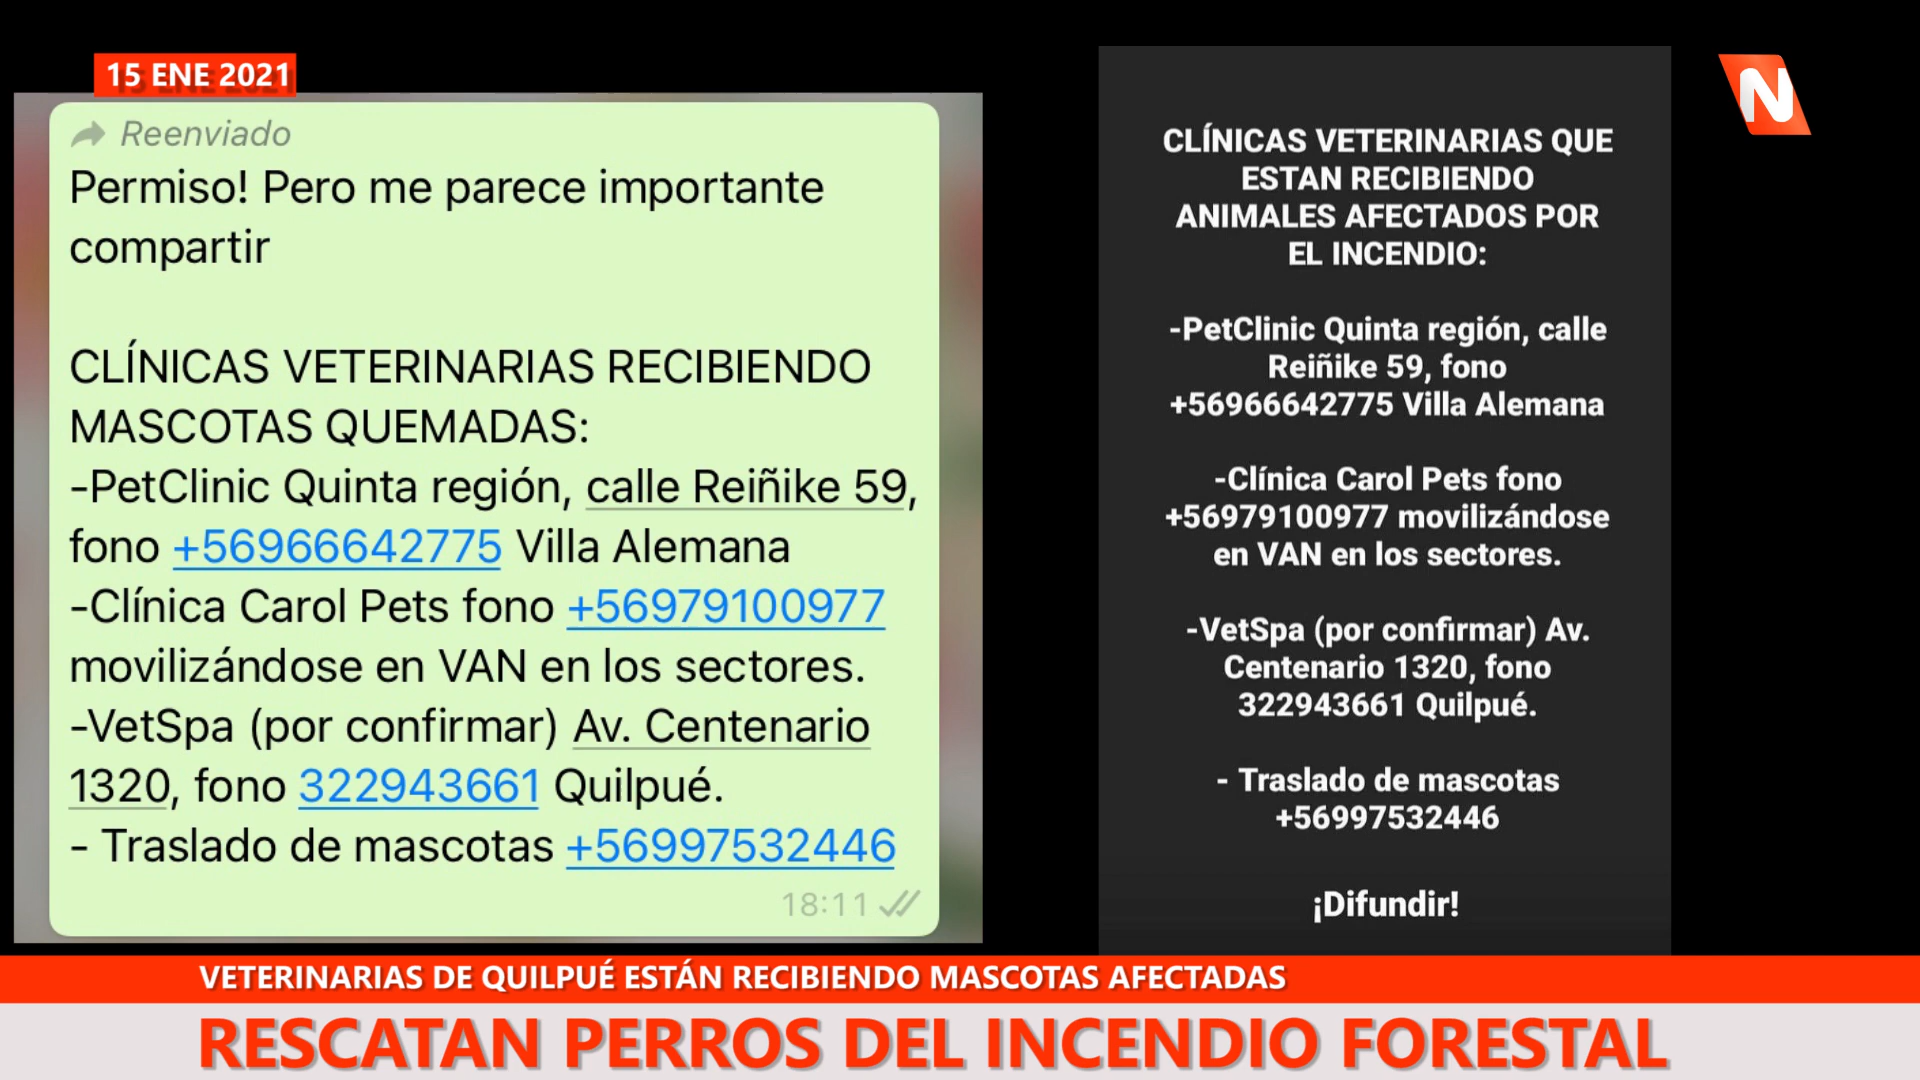 15 ENE 2021
Reenviado
Permiso! Pero me parece importante
compartir
CLÍNICAS VETERINARIAS RECIBIENDO
MASCOTAS QUEMADAS:
-PetClinic Quinta región, calle Reiñike 59,
fono +56966642775 Villa Alemana
-Clínica Carol Pets fono +56979100977
movilizándose en VAN en los sectores.
-VetSpa (por confirmar) Av. Centenario
1320, fono 322943661 Quilpué.
- Traslado de mascotas +56997532446
18:11
CLÍNICAS VETERINARIAS QUE
ESTAN RECIBIENDO
ANIMALES AFECTADOS POR
EL INCENDIO:
-PetClinic Quinta región, calle
Reiñike 59, fono
+56966642775 Villa Alemana
-Clínica Carol Pets fono
+56979100977 movilizándose
en VAN en los sectores.
-VetSpa (por confirmar) Av.
Centenario 1320, fono
322943661 Quilpué.
- Traslado de mascotas
+56997532446
¡Difundir!
N
VETERINARIAS DE QUILPUÉ ESTÁN RECIBIENDO MASCOTAS AFECTADAS
RESCATAN PERROS DEL INCENDIO FORESTAL